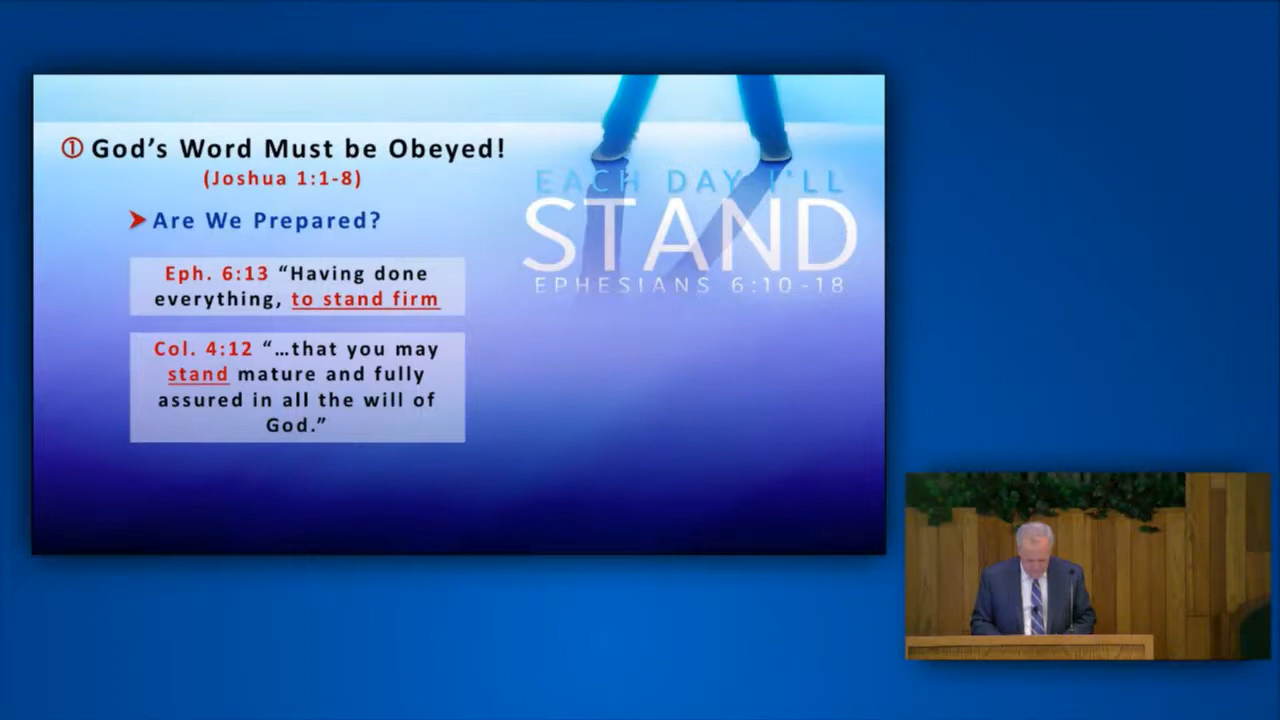 ① God's Word Must be Obeyed!
(Joshua 1:1-8)
➤ Are We Prepared?
Eph. 6:13 “Having done
everything, to stand firm
Col. 4:12 “…that you may
stand mature and fully
assured in all the will of
God.”
EACH DAY I'LL
STAND
EPHESIANS 6:10-18